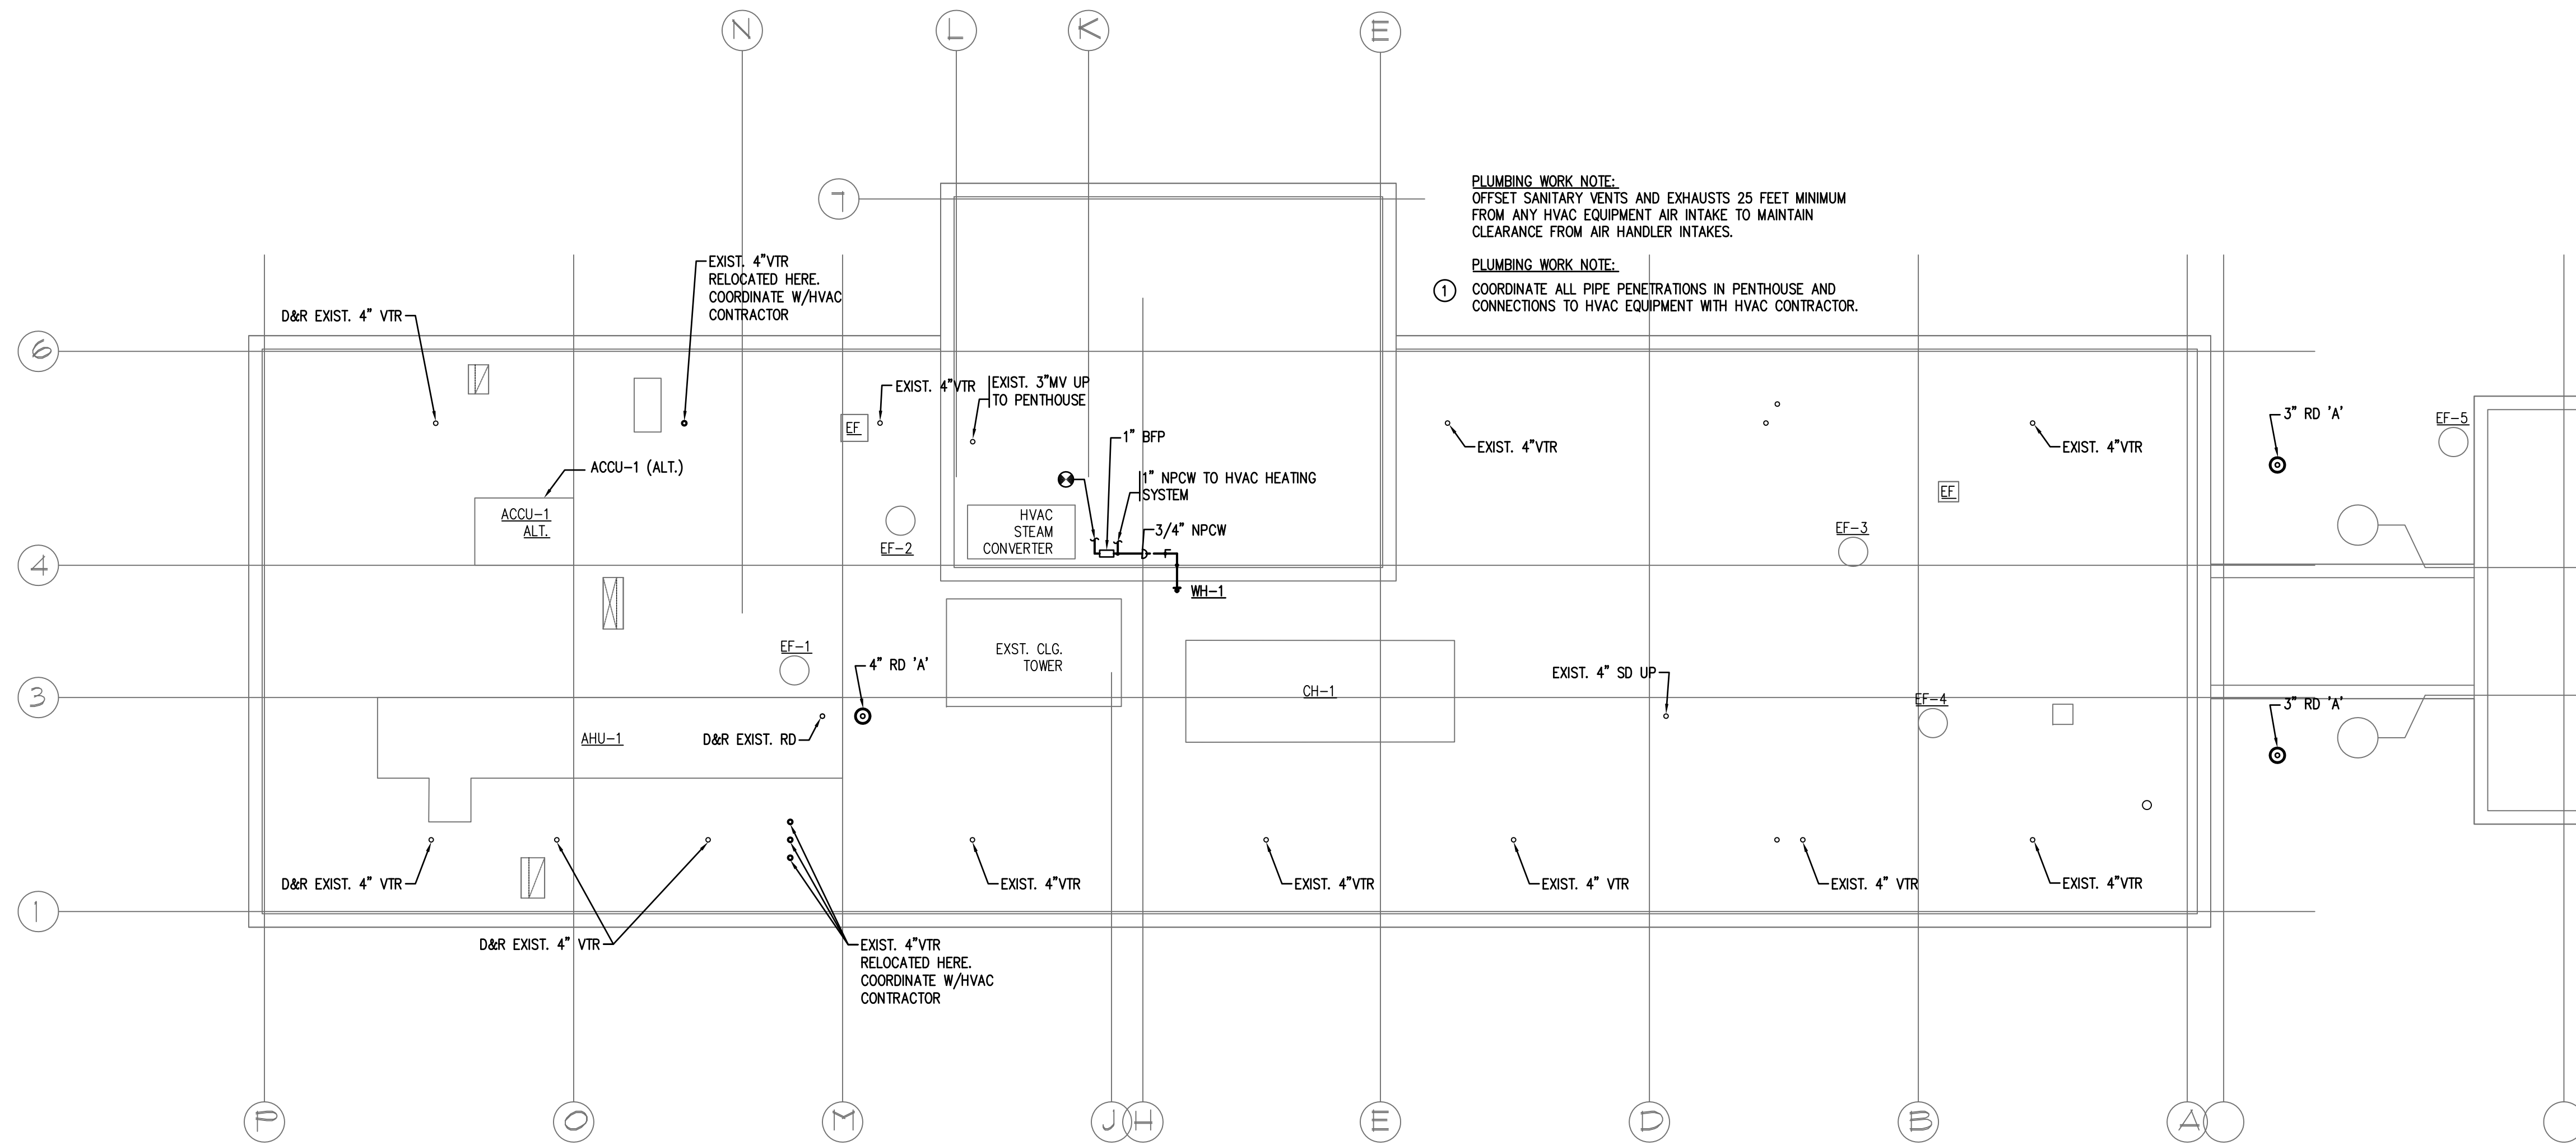 N
L
K
E
7
PLUMBING WORK NOTE:
OFFSET SANITARY VENTS AND EXHAUSTS 25 FEET MINIMUM
FROM ANY HVAC EQUIPMENT AIR INTAKE TO MAINTAIN
CLEARANCE FROM AIR HANDLER INTAKES.
PLUMBING WORK NOTE:
1
COORDINATE ALL PIPE PENETRATIONS IN PENTHOUSE AND
CONNECTIONS TO HVAC EQUIPMENT WITH HVAC CONTRACTOR.
EXIST. 4"VTR
RELOCATED HERE.
COORDINATE W/HVAC
CONTRACTOR
D&R EXIST. 4" VTR
6
EXIST. 4"VTR
EXIST. 3"MV UP
TO PENTHOUSE
EF
1" BFP
EXIST. 4"VTR
EXIST. 4"VTR
3" RD 'A'
EF-5
ACCU-1 (ALT.)
1" NPCW TO HVAC HEATING
SYSTEM
EF
ACCU-1
ALT.
HVAC
STEAM
CONVERTER
3/4" NPCW
EF-2
EF-3
4
WH-1
EF-1
4" RD 'A'
EXST. CLG.
TOWER
EXIST. 4" SD UP
CH-1
EF-4
3" RD 'A'
3
AHU-1
D&R EXIST. RD
D&R EXIST. 4" VTR
EXIST. 4"VTR
EXIST. 4"VTR
EXIST. 4" VTR
EXIST. 4" VTR
EXIST. 4"VTR
1
D&R EXIST. 4" VTR
EXIST. 4"VTR
RELOCATED HERE.
COORDINATE W/HVAC
CONTRACTOR
P
O
M
J
H
E
D
B
A